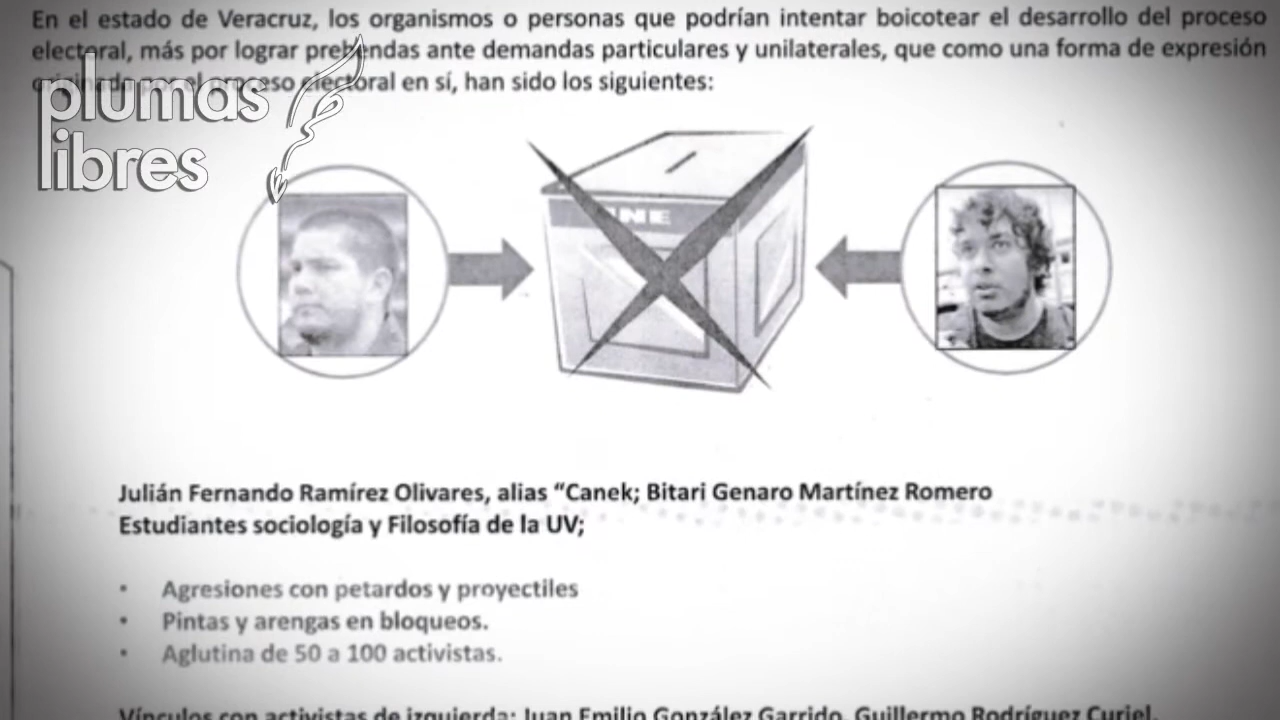 En el estado de Veracruz, los organismos o personas que podrían intentar boicotear el desarrollo del proceso
electoral, más por lograr prebendas ante demandas particulares y unilaterales, que como una forma de expresión
originada por el proceso electoral en sí, han sido los siguientes:
plumas
libres
INE
Julián Fernando Ramírez Olivares, alias “Canek; Bitari Genaro Martínez Romero
Estudiantes sociología y Filosofía de la UV;
• Agresiones con petardos y proyectiles
• Pintas y arengas en bloqueos.
• Aglutina de 50 a 100 activistas.
Vínculos con activistas de izquierda: Juan Emilio González Garrido, Guillermo Rodríguez Curiel,